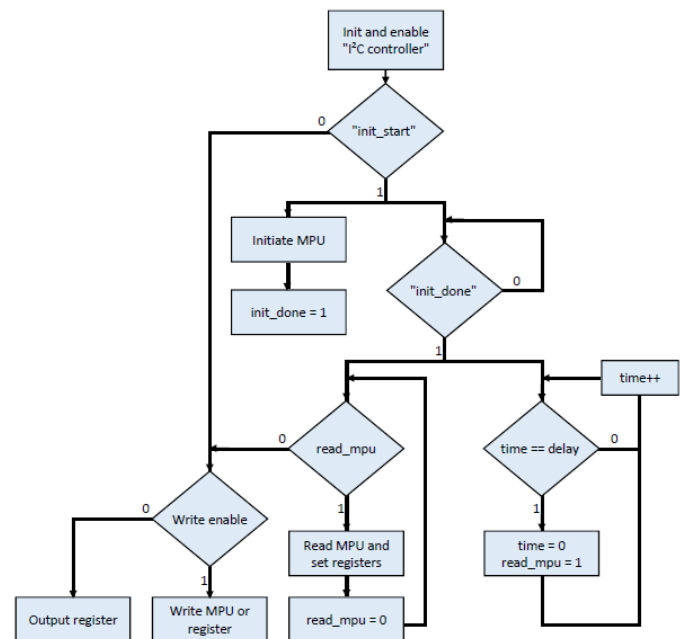 Init and enable
"I²C controller"
"init_start"
0
1
Initiate MPU
init_done = 1
"init_done"
0
1
time++
read_mpu
0
1
time == delay
0
1
Write enable
0
1
Read MPU and
set registers
time = 0
read_mpu = 1
Output register
Write MPU or
register
read_mpu = 0